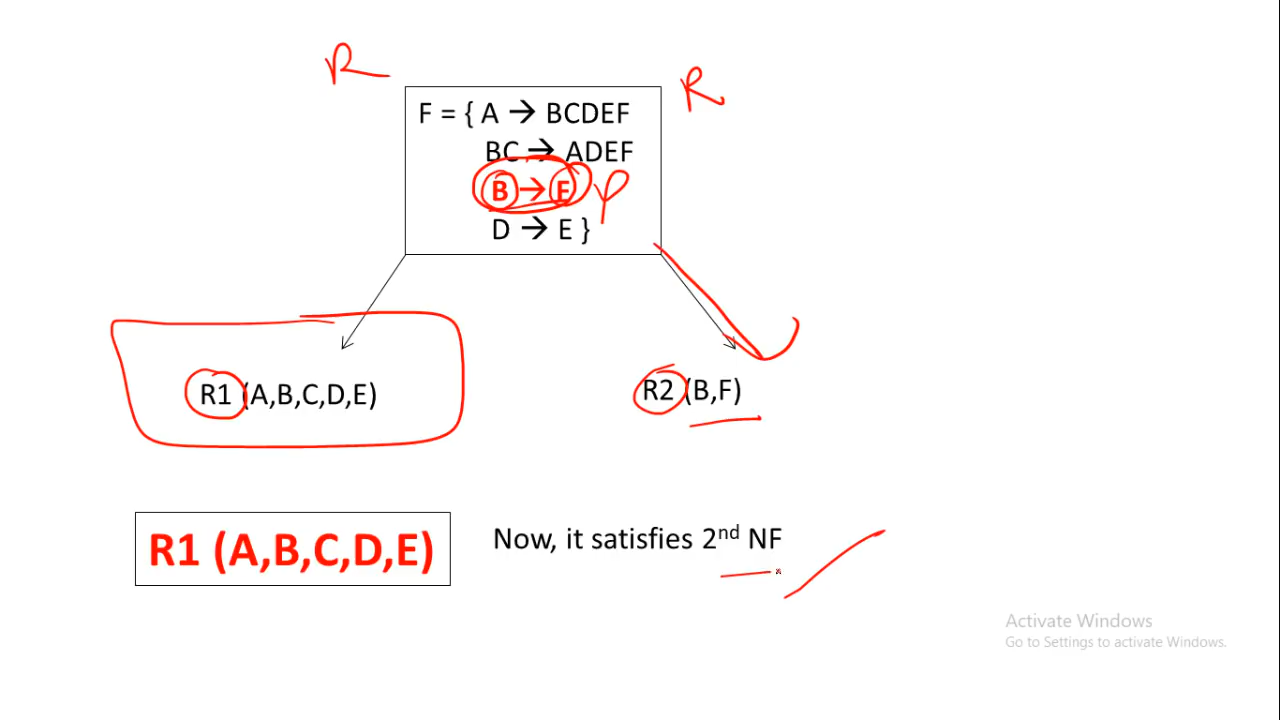 R
R
F = { A → BCDEF
BC → ADEF
B → F
D → E }
R1 (A,B,C,D,E)
R2 (B,F)
R1 (A,B,C,D,E)
Now, it satisfies 2nd NF
Activate Windows
Go to Settings to activate Windows.